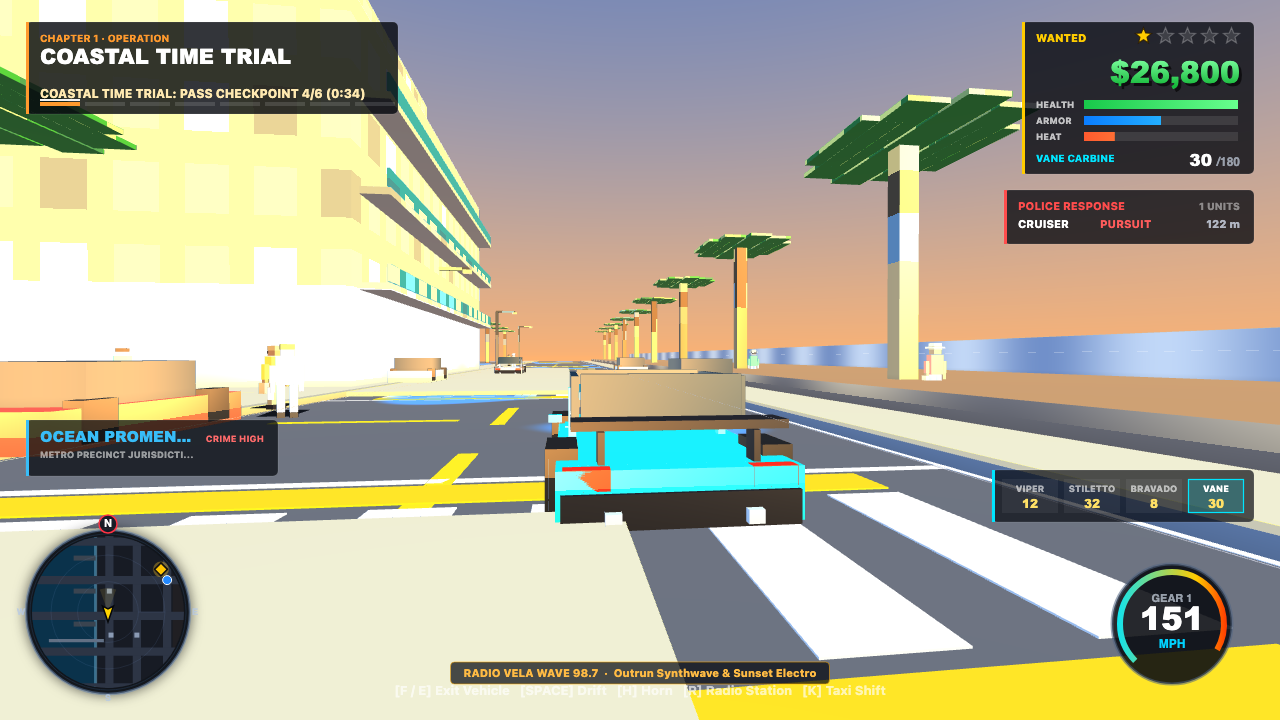 CHAPTER 1 · OPERATION
COASTAL TIME TRIAL
COASTAL TIME TRIAL: PASS CHECKPOINT 4/6 (0:34)
WANTED
$26,800
HEALTH
ARMOR
HEAT
VANE CARBINE 30 /180
POLICE RESPONSE 1 UNITS
CRUISER PURSUIT 122 m
OCEAN PROMEN... CRIME HIGH
METRO PRECINCT JURISDICTI...
VIPER STILETTO BRAVADO VANE
12 32 8 30
N
GEAR 1
151
MPH
RADIO VELA WAVE 98.7 · Outrun Synthwave & Sunset Electro
[F / E] Exit Vehicle [SPACE] Drift [H] Horn [R] Radio Station [K] Taxi Shift